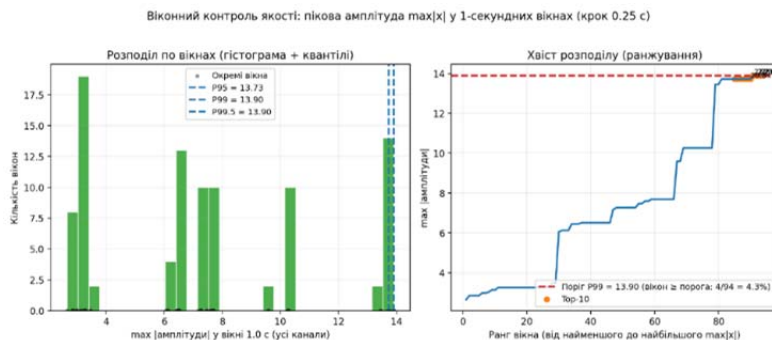 Віконний контроль якості: пікова амплітуда max|x| у 1-секундних вікнах (крок 0.25 с)
Розподіл по вікнах (гістограма + квантілі)
Окремі вікна
P95 = 13.73
P99 = 13.90
P99.5 = 13.90
Кількість вікон
17.5
15.0
12.5
10.0
7.5
5.0
2.5
0.0
4
6
8
10
12
14
max |амплітуди| у вікні 1.0 с (усі канали)
Хвіст розподілу (ранжування)
max |амплітуди|
14
12
10
8
6
4
Поріг P99 = 13.90 (вікон ≥ порога: 4/94 = 4.3%)
Top-10
0
20
40
60
80
Ранг вікна (від найменшого до найбільшого max|x|)